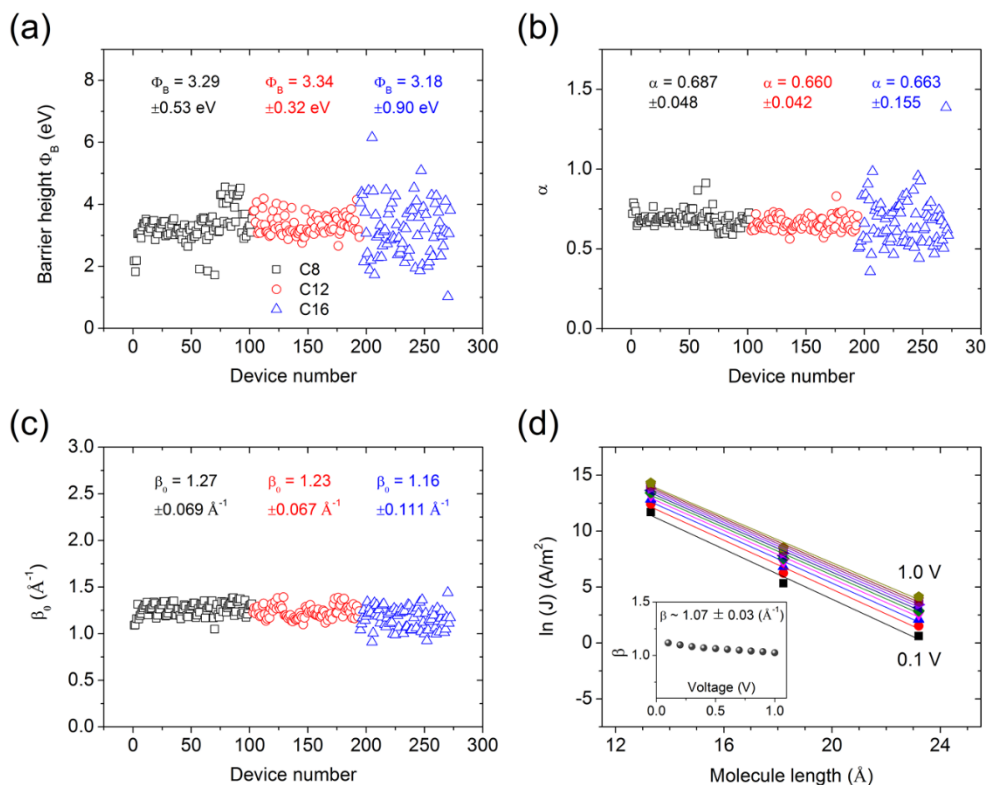 (a)
Φ_B = 3.29
±0.53 eV
Φ_B = 3.34
±0.32 eV
Φ_B = 3.18
±0.90 eV
C8
C12
C16
Barrier height Φ_B (eV)
8
6
4
2
0
0 50 100 150 200 250 300
Device number
(b)
α = 0.687
±0.048
α = 0.660
±0.042
α = 0.663
±0.155
α
1.5
1.0
0.5
0.0
0 50 100 150 200 250 30
Device number
(c)
β₀ = 1.27
±0.069 Å⁻¹
β₀ = 1.23
±0.067 Å⁻¹
β₀ = 1.16
±0.111 Å⁻¹
β₀ (Å⁻¹)
3.0
2.5
2.0
1.5
1.0
0.5
0.0
0 50 100 150 200 250 300
Device number
(d)
ln (J) (A/m²)
15
10
5
0
-5
1.0 V
0.1 V
β ~ 1.07 ± 0.03 (Å⁻¹)
β
1.5
1.0
Voltage (V)
0.0 0.5 1.0
12 16 20 24
Molecule length (Å)